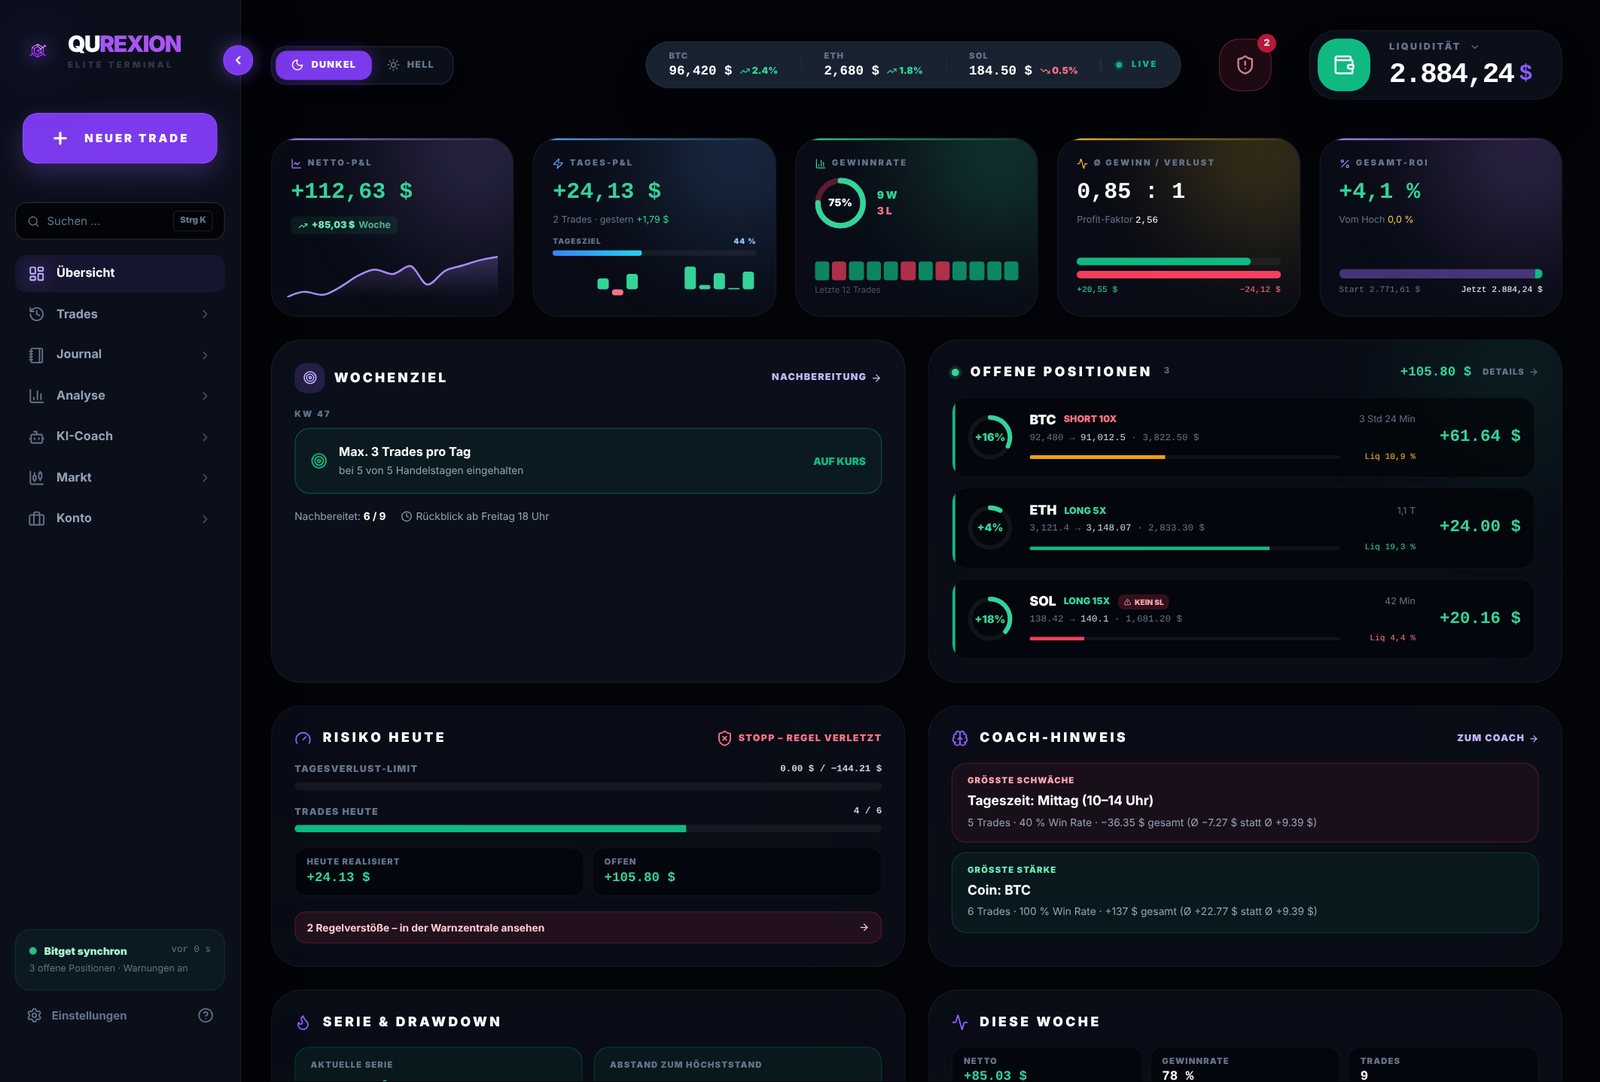 QUREXION
ELITE TERMINAL
NEUER TRADE
Suchen ...
Strg K
Übersicht
Trades
Journal
Analyse
KI-Coach
Markt
Konto
Bitget synchron
vor 0 s
3 offene Positionen · Warnungen an
Einstellungen
DUNKEL
HELL
BTC
96,420 $ 2.4%
ETH
2,680 $ 1.8%
SOL
184.50 $ 0.5%
LIVE
2
LIQUIDITÄT
2.884,24 $
NETTO-P&L
+112,63 $
+85,03 $ Woche
TAGES-P&L
+24,13 $
2 Trades · gestern +1,79 $
TAGESZIEL
44 %
GEWINNRATE
75%
9 W
3 L
Letzte 12 Trades
Ø GEWINN / VERLUST
0,85 : 1
Profit-Faktor 2,56
+20,55 $
−24,12 $
GESAMT-ROI
+4,1 %
Vom Hoch 0,0 %
Start 2.771,61 $
Jetzt 2.884,24 $
WOCHENZIEL
NACHBEREITUNG →
KW 47
Max. 3 Trades pro Tag
bei 5 von 5 Handelstagen eingehalten
AUF KURS
Nachbereitet: 6 / 9
Rückblick ab Freitag 18 Uhr
OFFENE POSITIONEN 3
+105.80 $
DETAILS →
+16%
BTC SHORT 10X
92,480 → 91,012.5 · 3,822.50 $
3 Std 24 Min
Liq 10,9 %
+61.64 $
+4%
ETH LONG 5X
3,121.4 → 3,148.07 · 2,833.30 $
1,1 T
Liq 19,3 %
+24.00 $
+18%
SOL LONG 15X
KEIN SL
138.42 → 140.1 · 1,681.20 $
42 Min
Liq 4,4 %
+20.16 $
RISIKO HEUTE
STOPP – REGEL VERLETZT
TAGESVERLUST-LIMIT
0.00 $ / −144.21 $
TRADES HEUTE
4 / 6
HEUTE REALISIERT
+24.13 $
OFFEN
+105.80 $
2 Regelverstöße – in der Warnzentrale ansehen →
COACH-HINWEIS
ZUM COACH →
GRÖSSTE SCHWÄCHE
Tageszeit: Mittag (10–14 Uhr)
5 Trades · 40 % Win Rate · −36.35 $ gesamt (Ø −7.27 $ statt Ø +9.39 $)
GRÖSSTE STÄRKE
Coin: BTC
6 Trades · 100 % Win Rate · +137 $ gesamt (Ø +22.77 $ statt Ø +9.39 $)
SERIE & DRAWDOWN
AKTUELLE SERIE
ABSTAND ZUM HÖCHSTSTAND
DIESE WOCHE
NETTO
+85.03 $
GEWINNRATE
78 %
TRADES
9